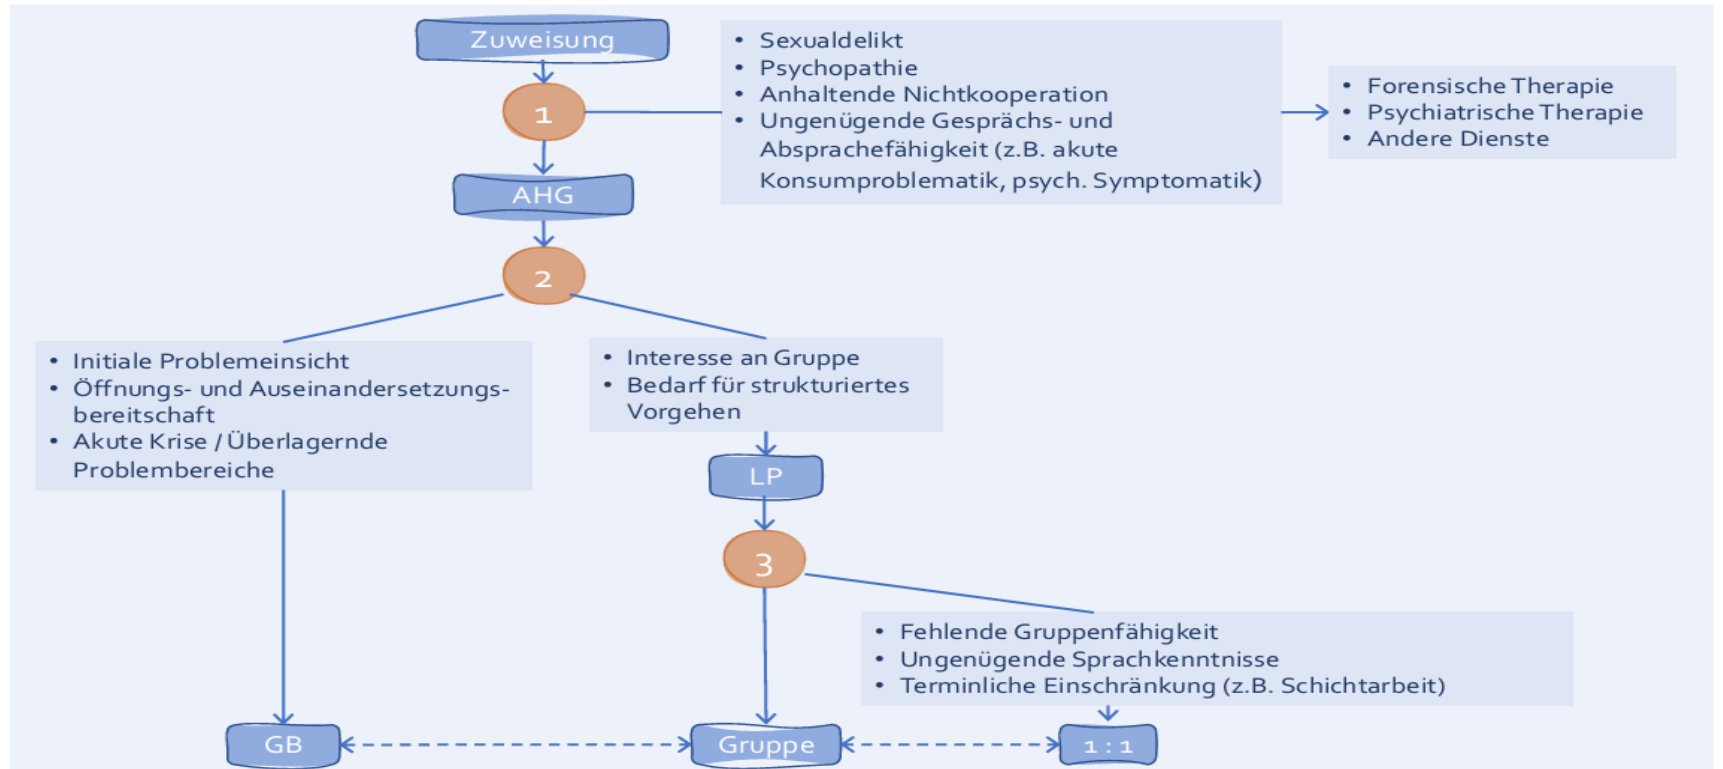 Zuweisung
1
• Sexualdelikt
• Psychopathie
• Anhaltende Nichtkooperation
• Ungenügende Gesprächs- und
Absprachefähigkeit (z.B. akute
Konsumproblematik, psych. Symptomatik)
• Forensische Therapie
• Psychiatrische Therapie
• Andere Dienste
AHG
2
• Initiale Problemeinsicht
• Öffnungs- und Auseinandersetzungs-
bereitschaft
• Akute Krise / Überlagernde
Problembereiche
• Interesse an Gruppe
• Bedarf für strukturiertes
Vorgehen
LP
3
• Fehlende Gruppenfähigkeit
• Ungenügende Sprachkenntnisse
• Terminliche Einschränkung (z.B. Schichtarbeit)
GB
Gruppe
1 : 1